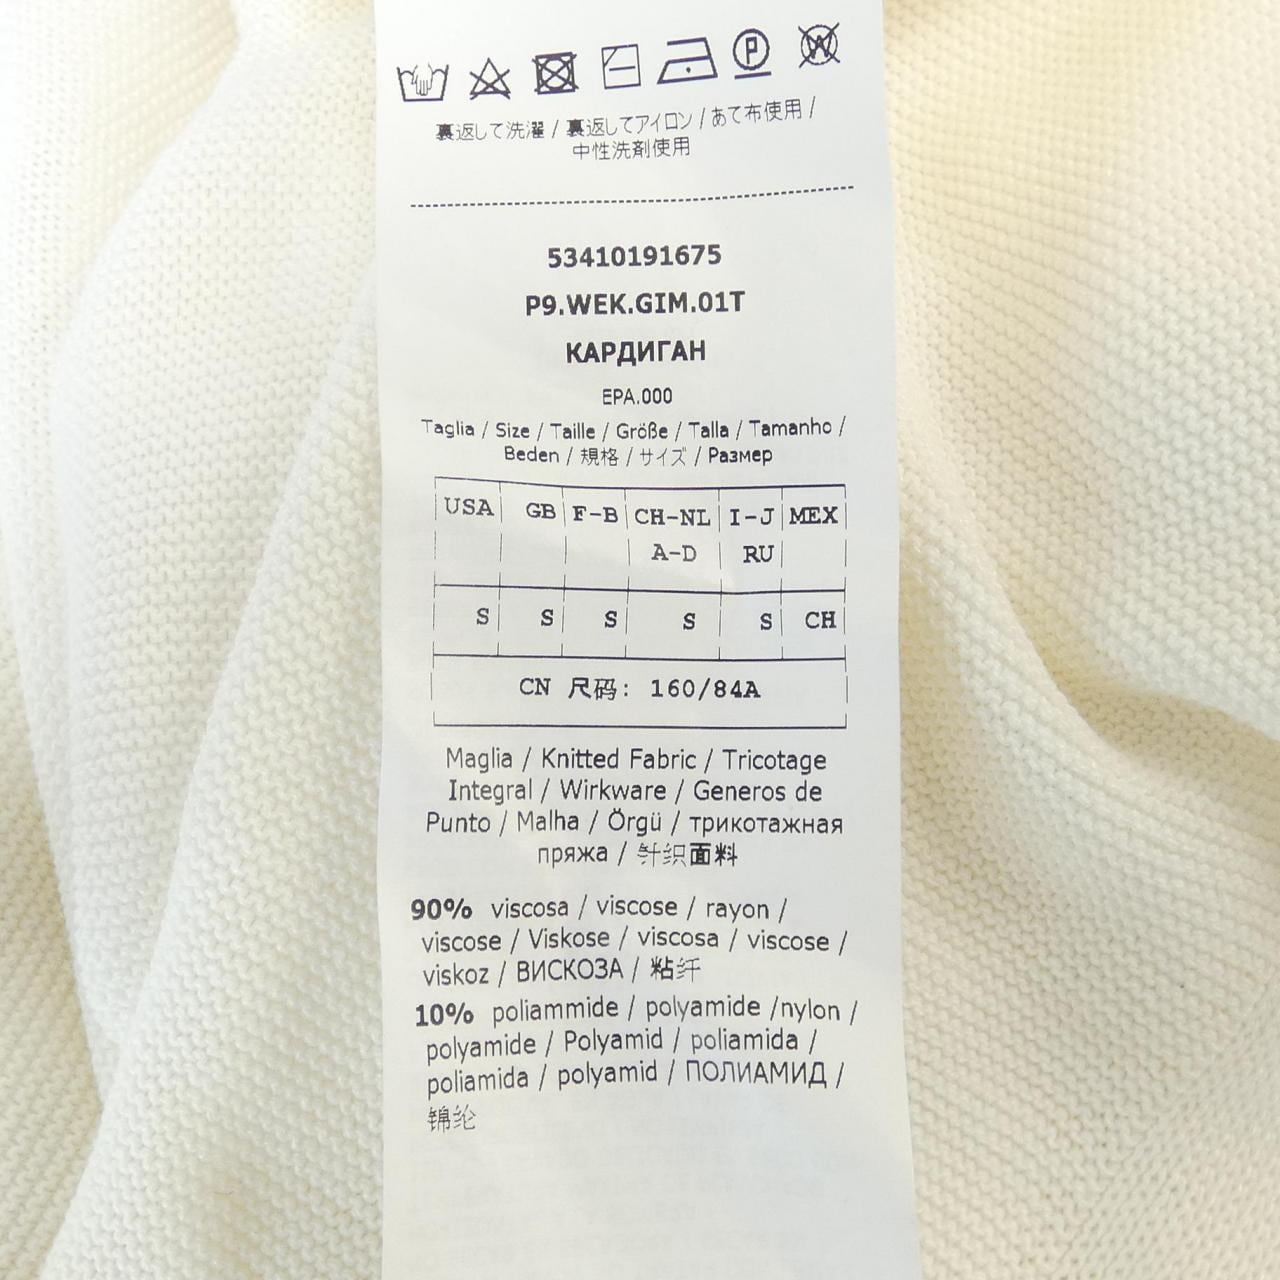 裏返して洗濯 / 裏返してアイロン / あて布使用 /
中性洗剤使用
53410191675
P9.WEK.GIM.01T
КАРДИГАН
EPA.000
Taglia / Size / Taille / Größe / Talla / Tamanho /
Beden / 規格 / サイズ / Размер
USA GB F-B CH-NL I-J MEX
A-D RU
S S S S S CH
CN 尺码: 160/84A
Maglia / Knitted Fabric / Tricotage
Integral / Wirkware / Generos de
Punto / Malha / Örgü / трикотажная
пряжа / 针织面料
90% viscosa / viscose / rayon /
viscose / Viskose / viscosa / viscose /
viskoz / ВИСКОЗА / 粘纤
10% poliammide / polyamide /nylon /
polyamide / Polyamid / poliamida /
poliamida / polyamid / ПОЛИАМИД /
锦纶